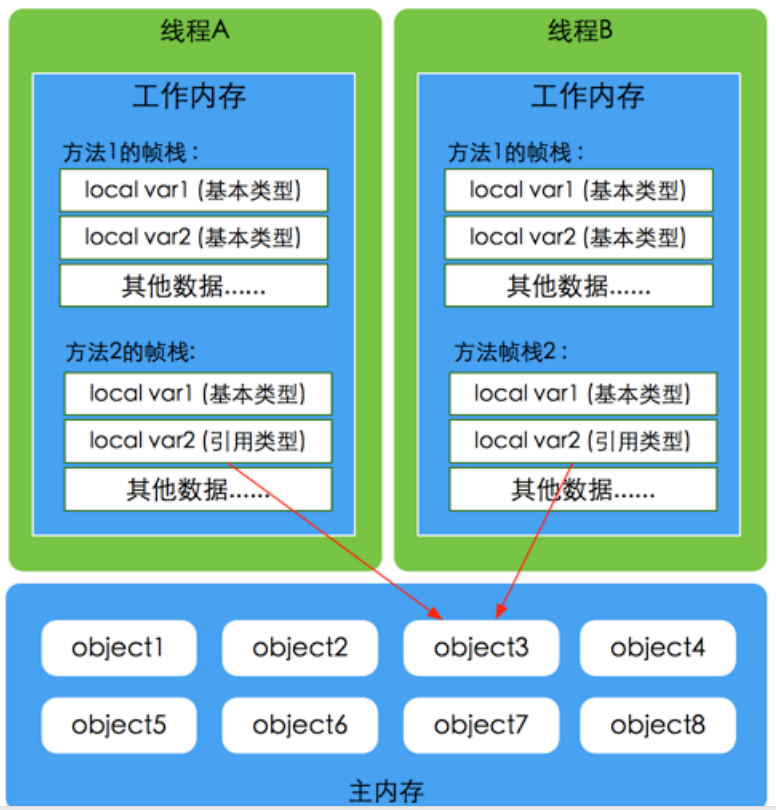 线程A
工作内存
方法1的帧栈：
local var1 (基本类型)
local var2 (基本类型)
其他数据......
方法2的帧栈:
local var1 (基本类型)
local var2 (引用类型)
其他数据......
线程B
工作内存
方法1的帧栈：
local var1 (基本类型)
local var2 (基本类型)
其他数据......
方法帧栈2：
local var1 (基本类型)
local var2 (引用类型)
其他数据......
object1 object2 object3 object4
object5 object6 object7 object8
主内存